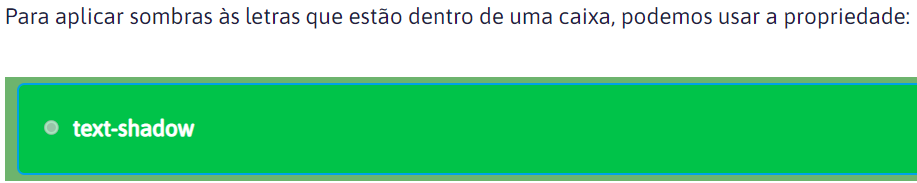 Para aplicar sombras às letras que estão dentro de uma caixa, podemos usar a propriedade:
text-shadow